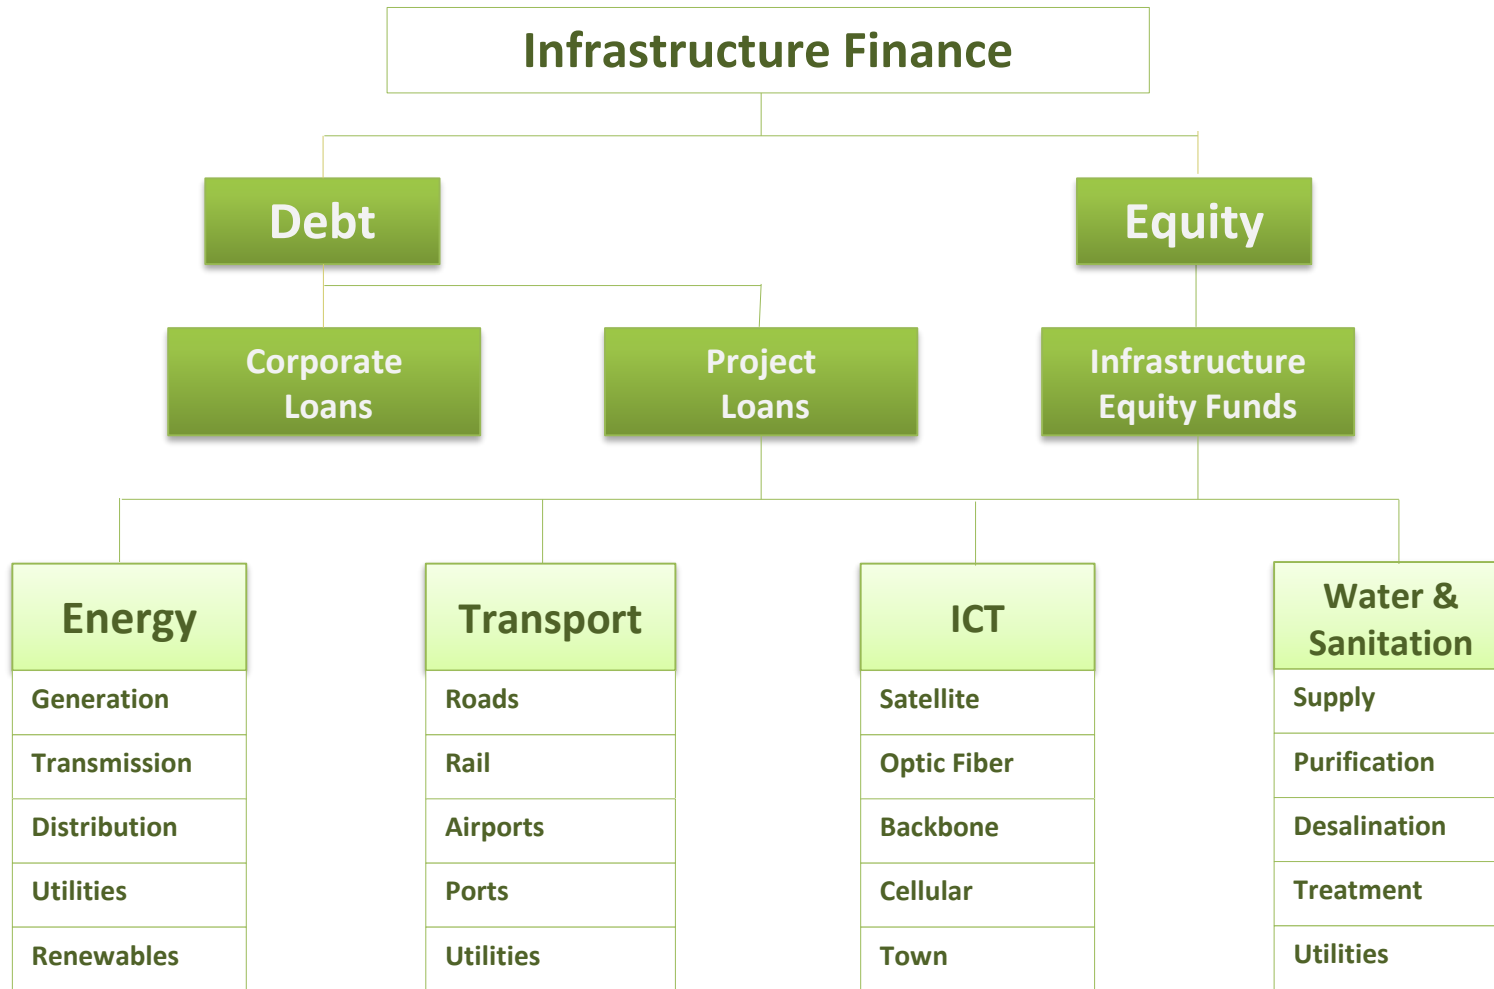 Infrastructure Finance
Debt
Equity
Corporate
Loans
Project
Loans
Infrastructure
Equity Funds
Energy
Generation
Transmission
Distribution
Utilities
Renewables
Transport
Roads
Rail
Airports
Ports
Utilities
ICT
Satellite
Optic Fiber
Backbone
Cellular
Town
Water &
Sanitation
Supply
Purification
Desalination
Treatment
Utilities